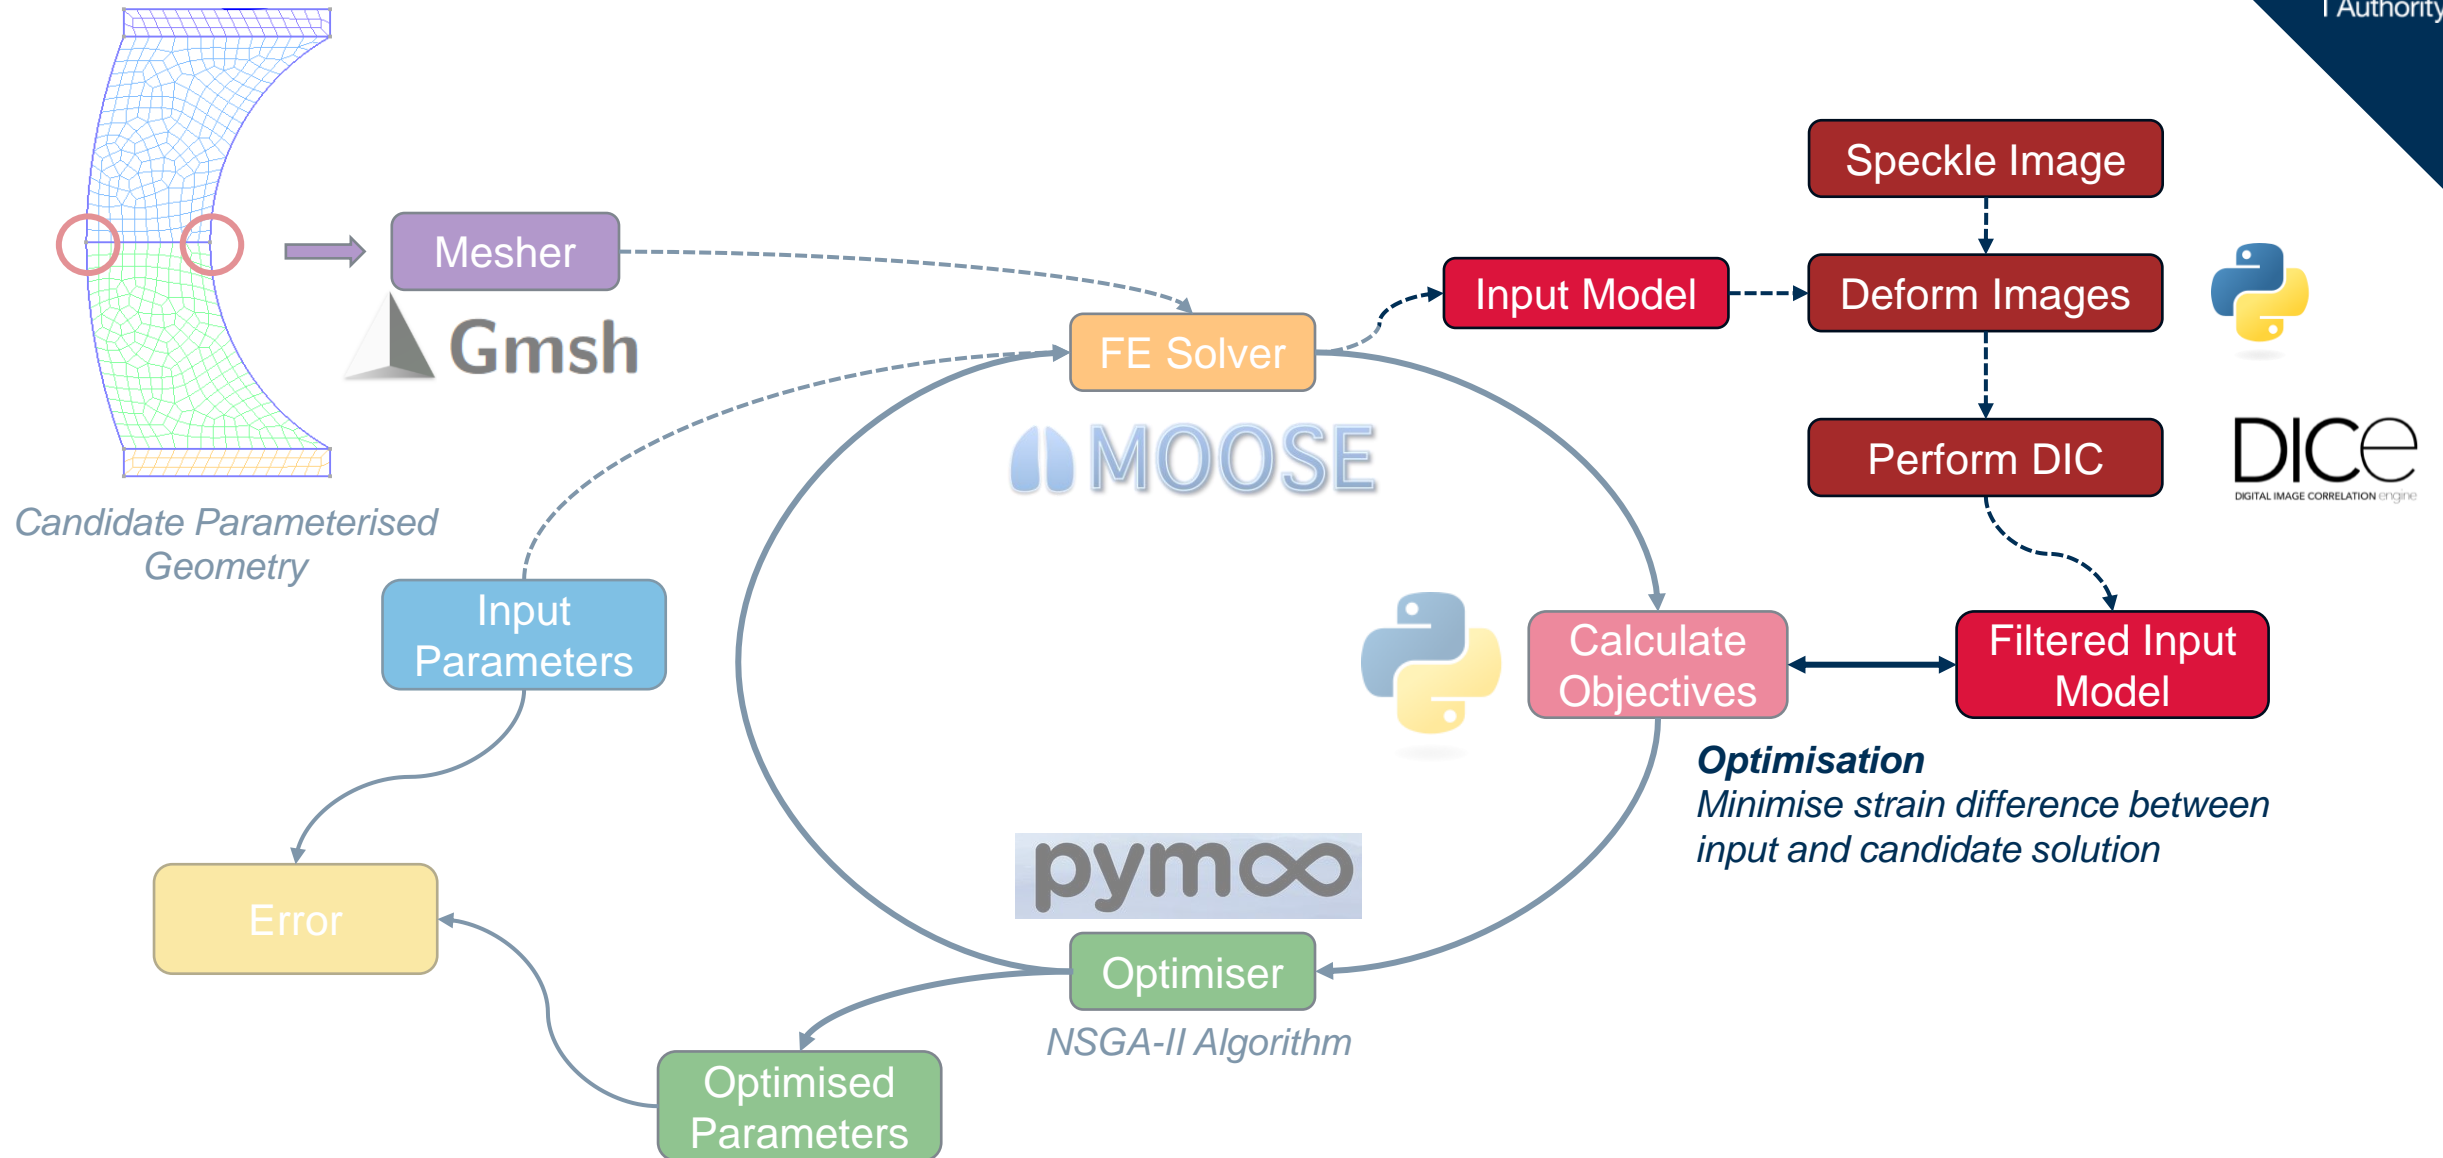 l Authority
Speckle Image
Mesher
Input Model
Deform Images
Gmsh
FE Solver
MOOSE
Perform DIC
DICe
DIGITAL IMAGE CORRELATION engine
Candidate Parameterised
Geometry
Input
Parameters
Calculate
Objectives
Filtered Input
Model
Optimisation
Minimise strain difference between
input and candidate solution
pymoo
Error
Optimiser
NSGA-II Algorithm
Optimised
Parameters